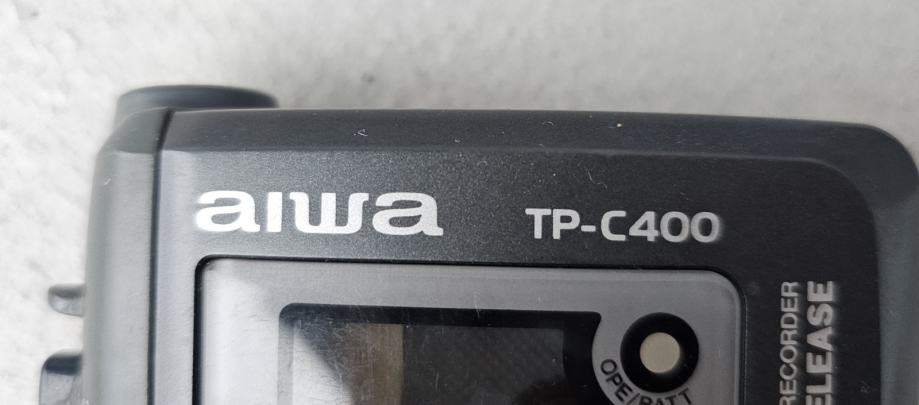 aiwa
TP-C400
OPE/BATT
RECORDER